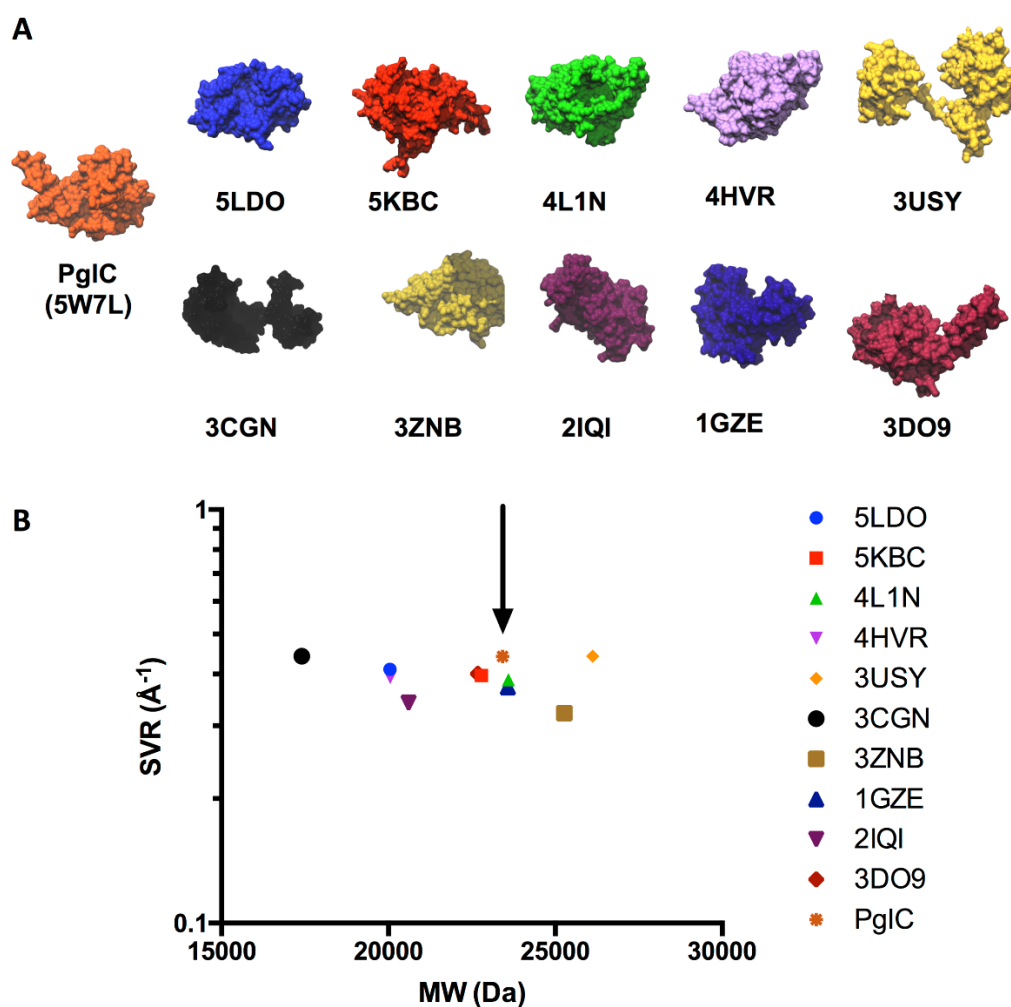 A
5LDO
5KBC
4L1N
4HVR
3USY
PglC
(5W7L)
3CGN
3ZNB
2IQI
1GZE
3DO9
B
1
0.1
SVR (Å-1)
15000 20000 25000 30000
MW (Da)
5LDO
5KBC
4L1N
4HVR
3USY
3CGN
3ZNB
1GZE
2IQI
3DO9
PglC